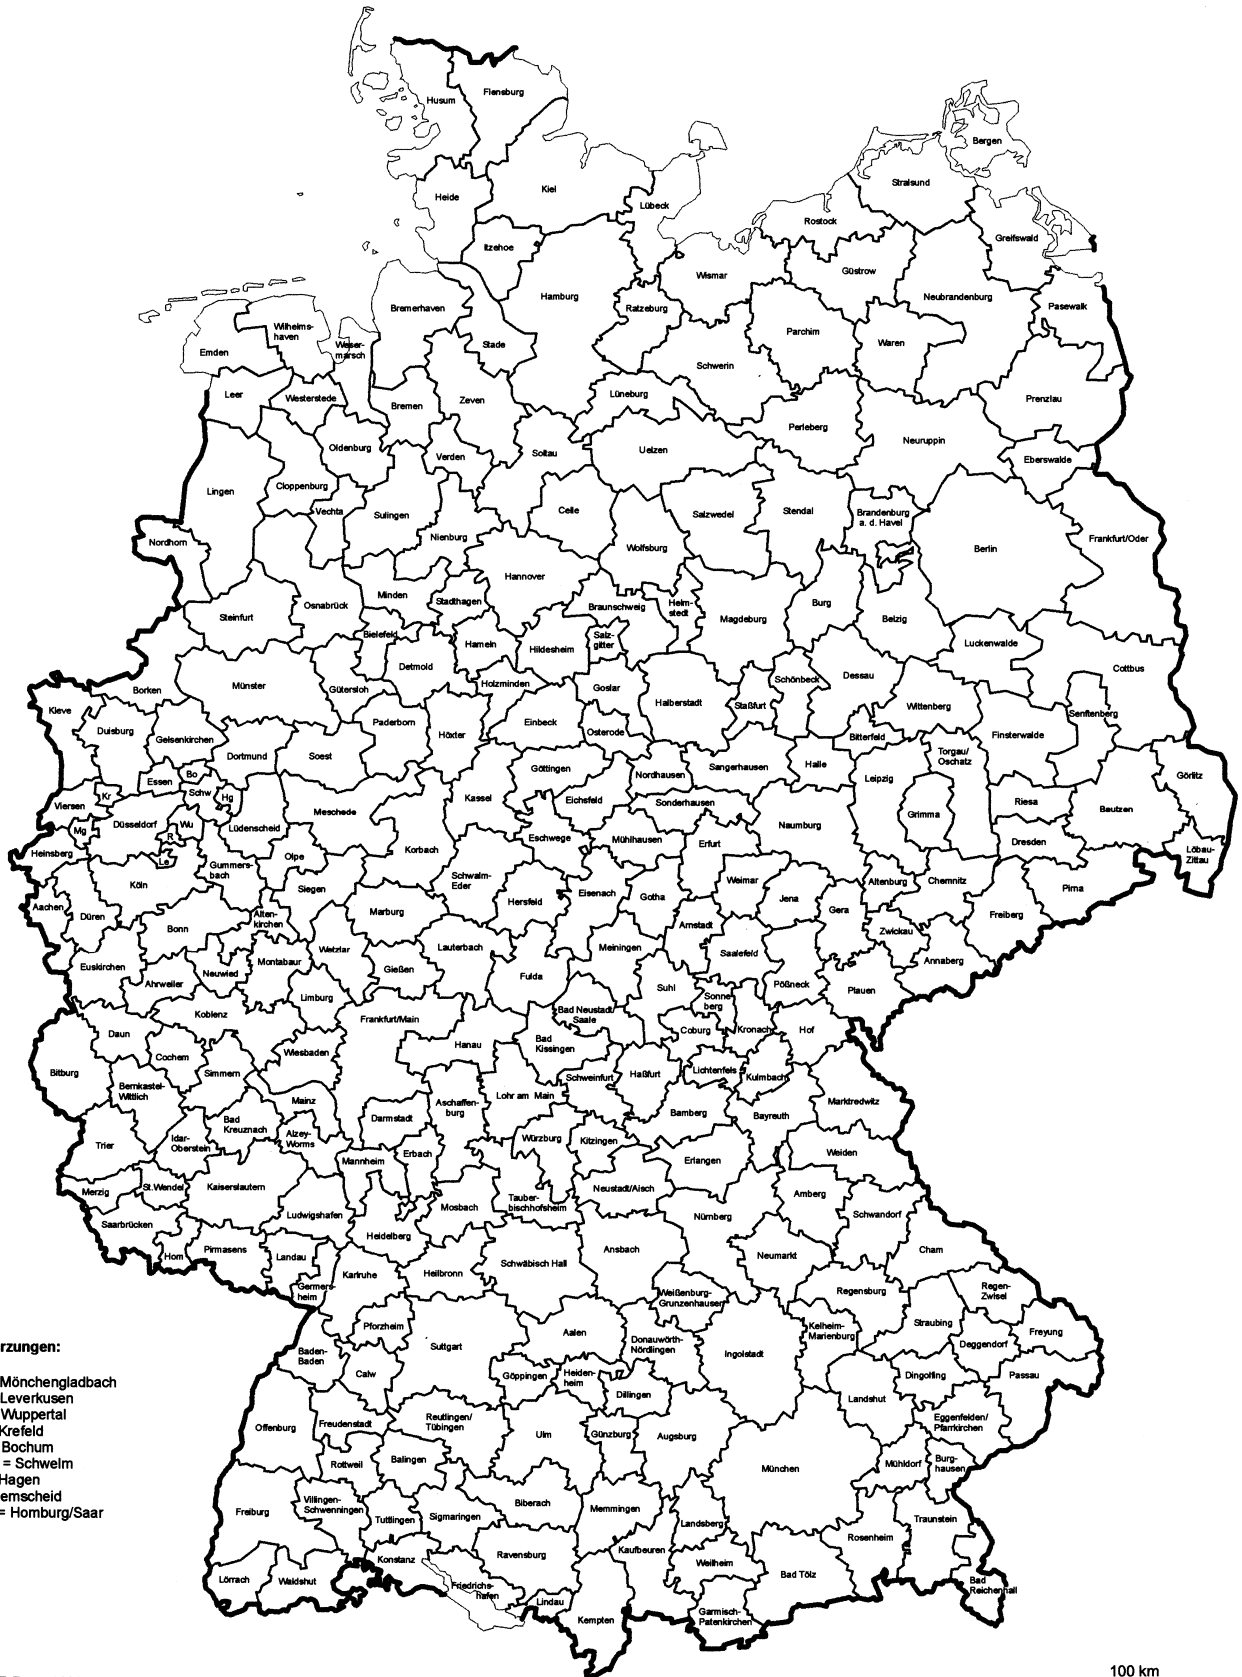 Husum
Flensburg
Bergen
Heide
Kiel
Stralsund
Lübeck
Rostock
Itzehoe
Greifswald
Wismar
Güstrow
Hamburg
Neubrandenburg
Bremerhaven
Ratzeburg
Pasewalk
Wilhelms-
haven
Parchim
Emden
Weser-
marsch
Stade
Waren
Schwerin
Leer
Westerstede
Bremen
Zeven
Lüneburg
Prenzlau
Perleberg
Neuruppin
Oldenburg
Verden
Soltau
Uelzen
Eberswalde
Lingen
Cloppenburg
Vechta
Sulingen
Celle
Salzwedel
Stendal
Brandenburg
a. d. Havel
Nordhorn
Nienburg
Wolfsburg
Berlin
Frankfurt/Oder
Hannover
Minden
Stadthagen
Steinfurt
Osnabrück
Braunschweig
Helm-
stedt
Magdeburg
Burg
Belzig
Bielefeld
Hameln
Hildesheim
Salz-
gitter
Luckenwalde
Detmold
Cottbus
Borken
Münster
Gütersloh
Holzminden
Goslar
Schönbeck
Dessau
Kleve
Halberstadt
Staßfurt
Wittenberg
Senftenberg
Duisburg
Gelsenkirchen
Paderborn
Höxter
Einbeck
Osterode
Bitterfeld
Finsterwalde
Dortmund
Soest
Torgau/
Oschatz
Göttingen
Nordhausen
Sangerhausen
Halle
Leipzig
Görlitz
Essen
Bo
Schw
Hg
Viersen
Kr
Kassel
Eichsfeld
Sonderhausen
Riesa
Bautzen
Mg
Düsseldorf
Wu
R
Lüdenscheid
Meschede
Eschwege
Mühlhausen
Naumburg
Grimma
Heinsberg
Le
Olpe
Korbach
Erfurt
Dresden
Löbau-
Zittau
Köln
Gummers-
bach
Siegen
Schwalm-
Eder
Hersfeld
Eisenach
Gotha
Weimar
Jena
Altenburg
Chemnitz
Pirna
Aachen
Düren
Bonn
Alten-
kirchen
Marburg
Arnstadt
Gera
Zwickau
Freiberg
Euskirchen
Neuwied
Montabaur
Wetzlar
Lauterbach
Meiningen
Saalefeld
Annaberg
Ahrweiler
Gießen
Fulda
Suhl
Pößneck
Plauen
Koblenz
Limburg
Frankfurt/Main
Bad Neustadt/
Saale
Sonne
berg
Coburg
Kronach
Hof
Daun
Cochem
Wiesbaden
Hanau
Bad
Kissingen
Bitburg
Bernkastel-
Wittlich
Simmern
Schweinfurt
Haßfurt
Lichtenfels
Kulmbach
Mainz
Aschaffen-
burg
Lohr am Main
Bamberg
Bayreuth
Marktredwitz
Bad
Kreuznach
Darmstadt
Trier
Idar-
Oberstein
Alzey-
Worms
Würzburg
Kitzingen
Erlangen
Weiden
Mannheim
Erbach
Merzig
St.Wendel
Kaiserslautern
Neustadt/Aisch
Amberg
Ludwigshafen
Mosbach
Tauber-
bischhofsheim
Nürnberg
Schwandorf
Saarbrücken
Heidelberg
Hom
Pirmasens
Landau
Heilbronn
Schwäbisch Hall
Ansbach
Neumarkt
Cham
Germers-
heim
Karlsruhe
Weißenburg-
Grunzenhausen
Regensburg
Regen-
Zwisel
Pforzheim
Suttgart
Aalen
Donauwörth-
Nördlingen
Ingolstadt
Kelheim-
Marienburg
Straubing
Deggendorf
Freyung
Baden-
Baden
Calw
Göppingen
Heiden-
heim
Dillingen
Landshut
Dingolfing
Passau
Offenburg
Freudenstadt
Reutlingen/
Tübingen
Ulm
Günzburg
Augsburg
Eggenfelden/
Pfarrkirchen
Rottweil
Balingen
München
Mühldorf
Burg-
hausen
Freiburg
Villingen-
Schwenningen
Tuttlingen
Sigmaringen
Biberach
Memmingen
Landsberg
Traunstein
Rosenheim
Lörrach
Waldshut
Konstanz
Ravensburg
Kaufbeuren
Weilheim
Bad Tölz
Friedrichs-
hafen
Lindau
Kempten
Garmisch-
Patenkirchen
Bad
Reichenhall
rzungen:
Mönchengladbach
Leverkusen
Wuppertal
Krefeld
Bochum
= Schwelm
Hagen
emscheid
= Homburg/Saar
100 km